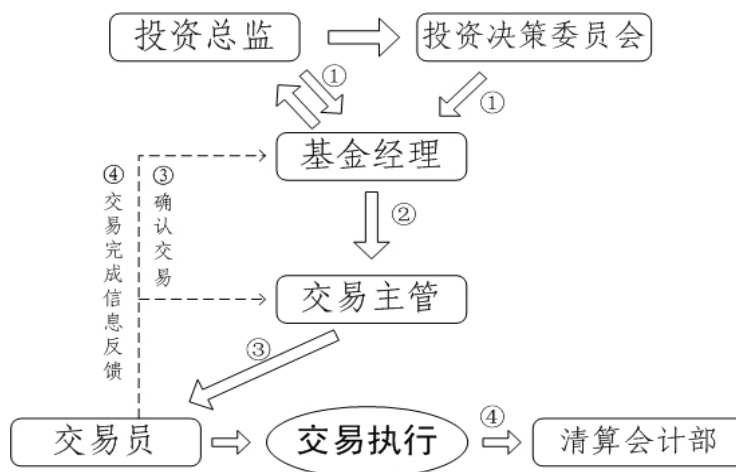 投资总监
投资决策委员会
①
①
基金经理
④交易完成信息反馈
③确认交易
②
交易主管
③
交易员
交易执行
④
清算会计部